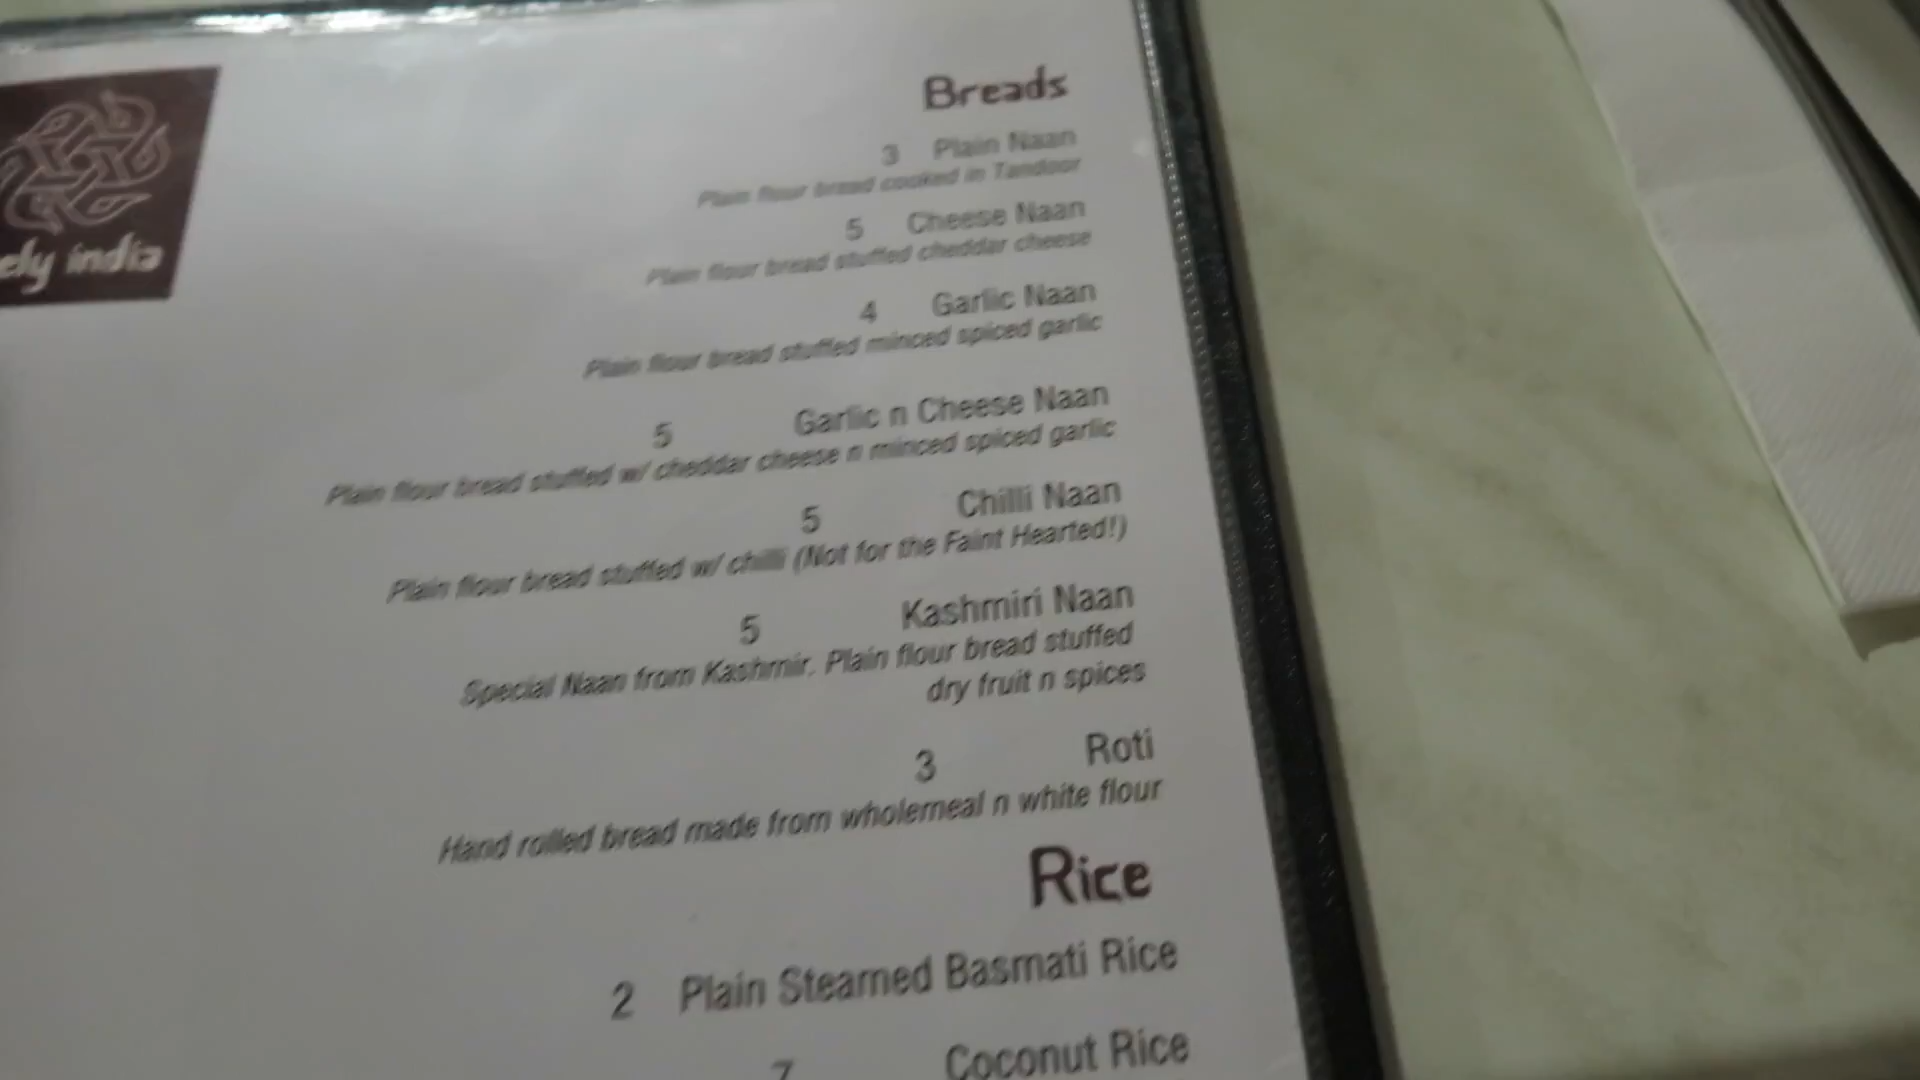 ely india
Breads
3 Plain Naan
Plain flour bread cooked in Tandoor
5 Cheese Naan
Plain flour bread stuffed cheddar cheese
4 Garlic Naan
Plain flour bread stuffed minced spiced garlic
5 Garlic n Cheese Naan
Plain flour bread stuffed w/ cheddar cheese n minced spiced garlic
5 Chilli Naan
Plain flour bread stuffed w/ chilli (Not for the Faint Hearted!)
5 Kashmiri Naan
Special Naan from Kashmir. Plain flour bread stuffed
dry fruit n spices
3 Roti
Hand rolled bread made from wholemeal n white flour
Rice
2 Plain Steamed Basmati Rice
7 Coconut Rice